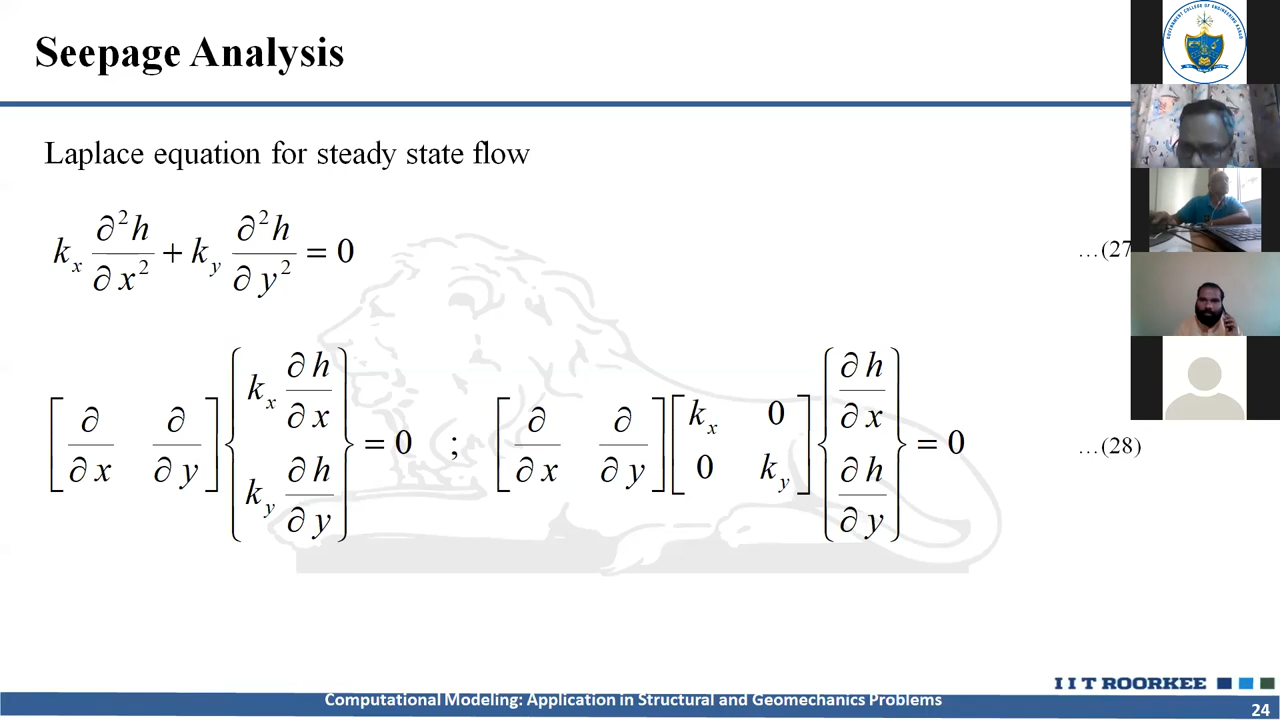 Seepage Analysis
Laplace equation for steady state flow
k_x ∂²h/∂x² + k_y ∂²h/∂y² = 0 …(27
[∂/∂x ∂/∂y] {k_x ∂h/∂x; k_y ∂h/∂y} = 0 ; [∂/∂x ∂/∂y] [k_x 0; 0 k_y] {∂h/∂x; ∂h/∂y} = 0 …(28)
I I T ROORKEE
Computational Modeling: Application in Structural and Geomechanics Problems
24